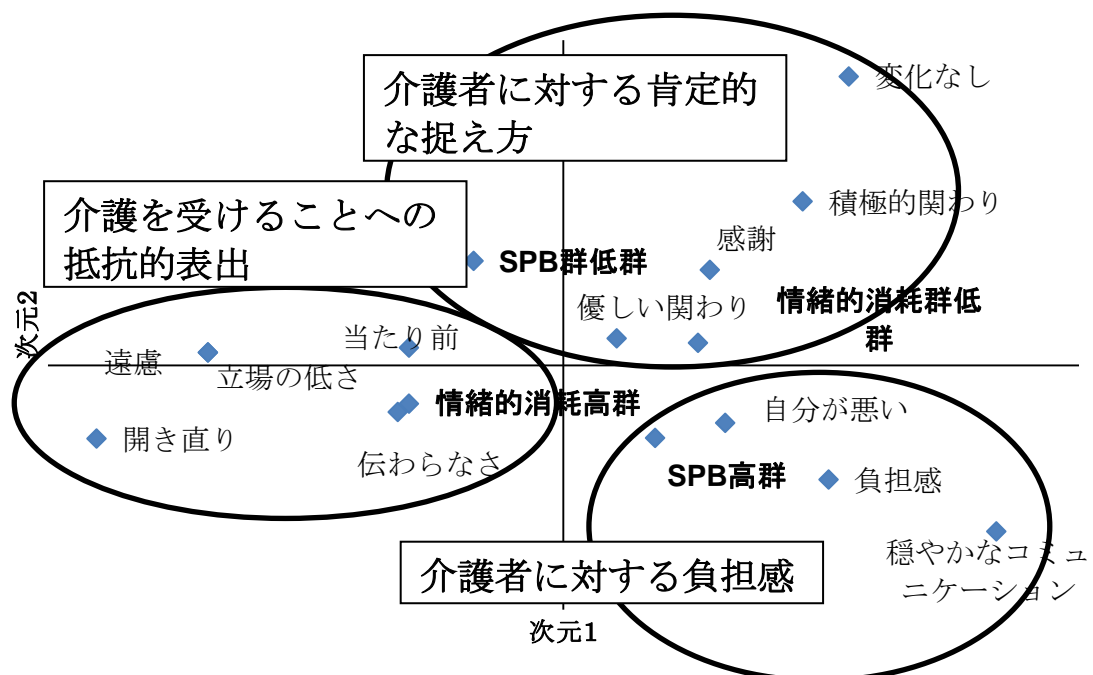 介護者に対する肯定的
な捉え方
変化なし
介護を受けることへの
抵抗的表出
積極的関わり
感謝
SPB群低群
優しい関わり
情緒的消耗群低
群
次元2
当たり前
遠慮
立場の低さ
情緒的消耗高群
自分が悪い
開き直り
伝わらなさ
SPB高群
負担感
穏やかなコミュ
ニケーション
介護者に対する負担感
次元1